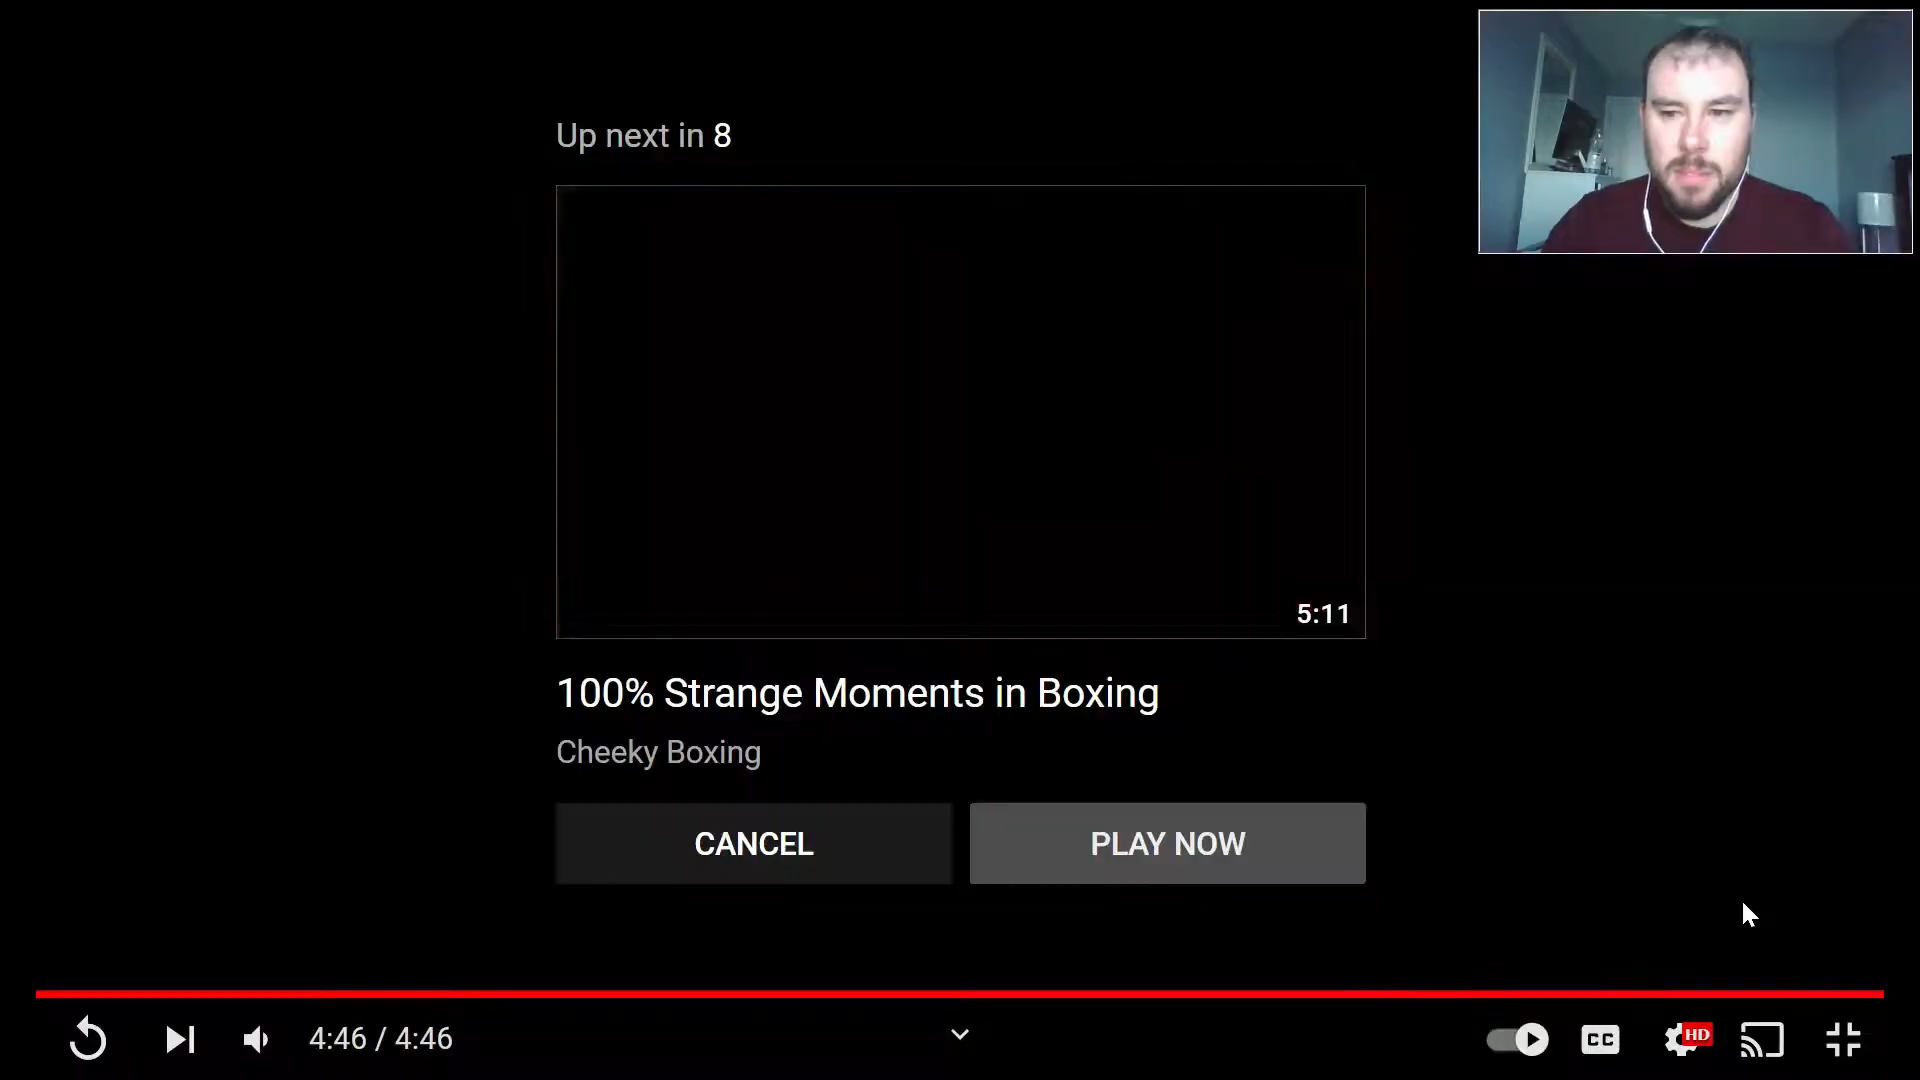 Up next in 8
5:11
100% Strange Moments in Boxing
Cheeky Boxing
CANCEL
PLAY NOW
4:46 / 4:46
CC
HD